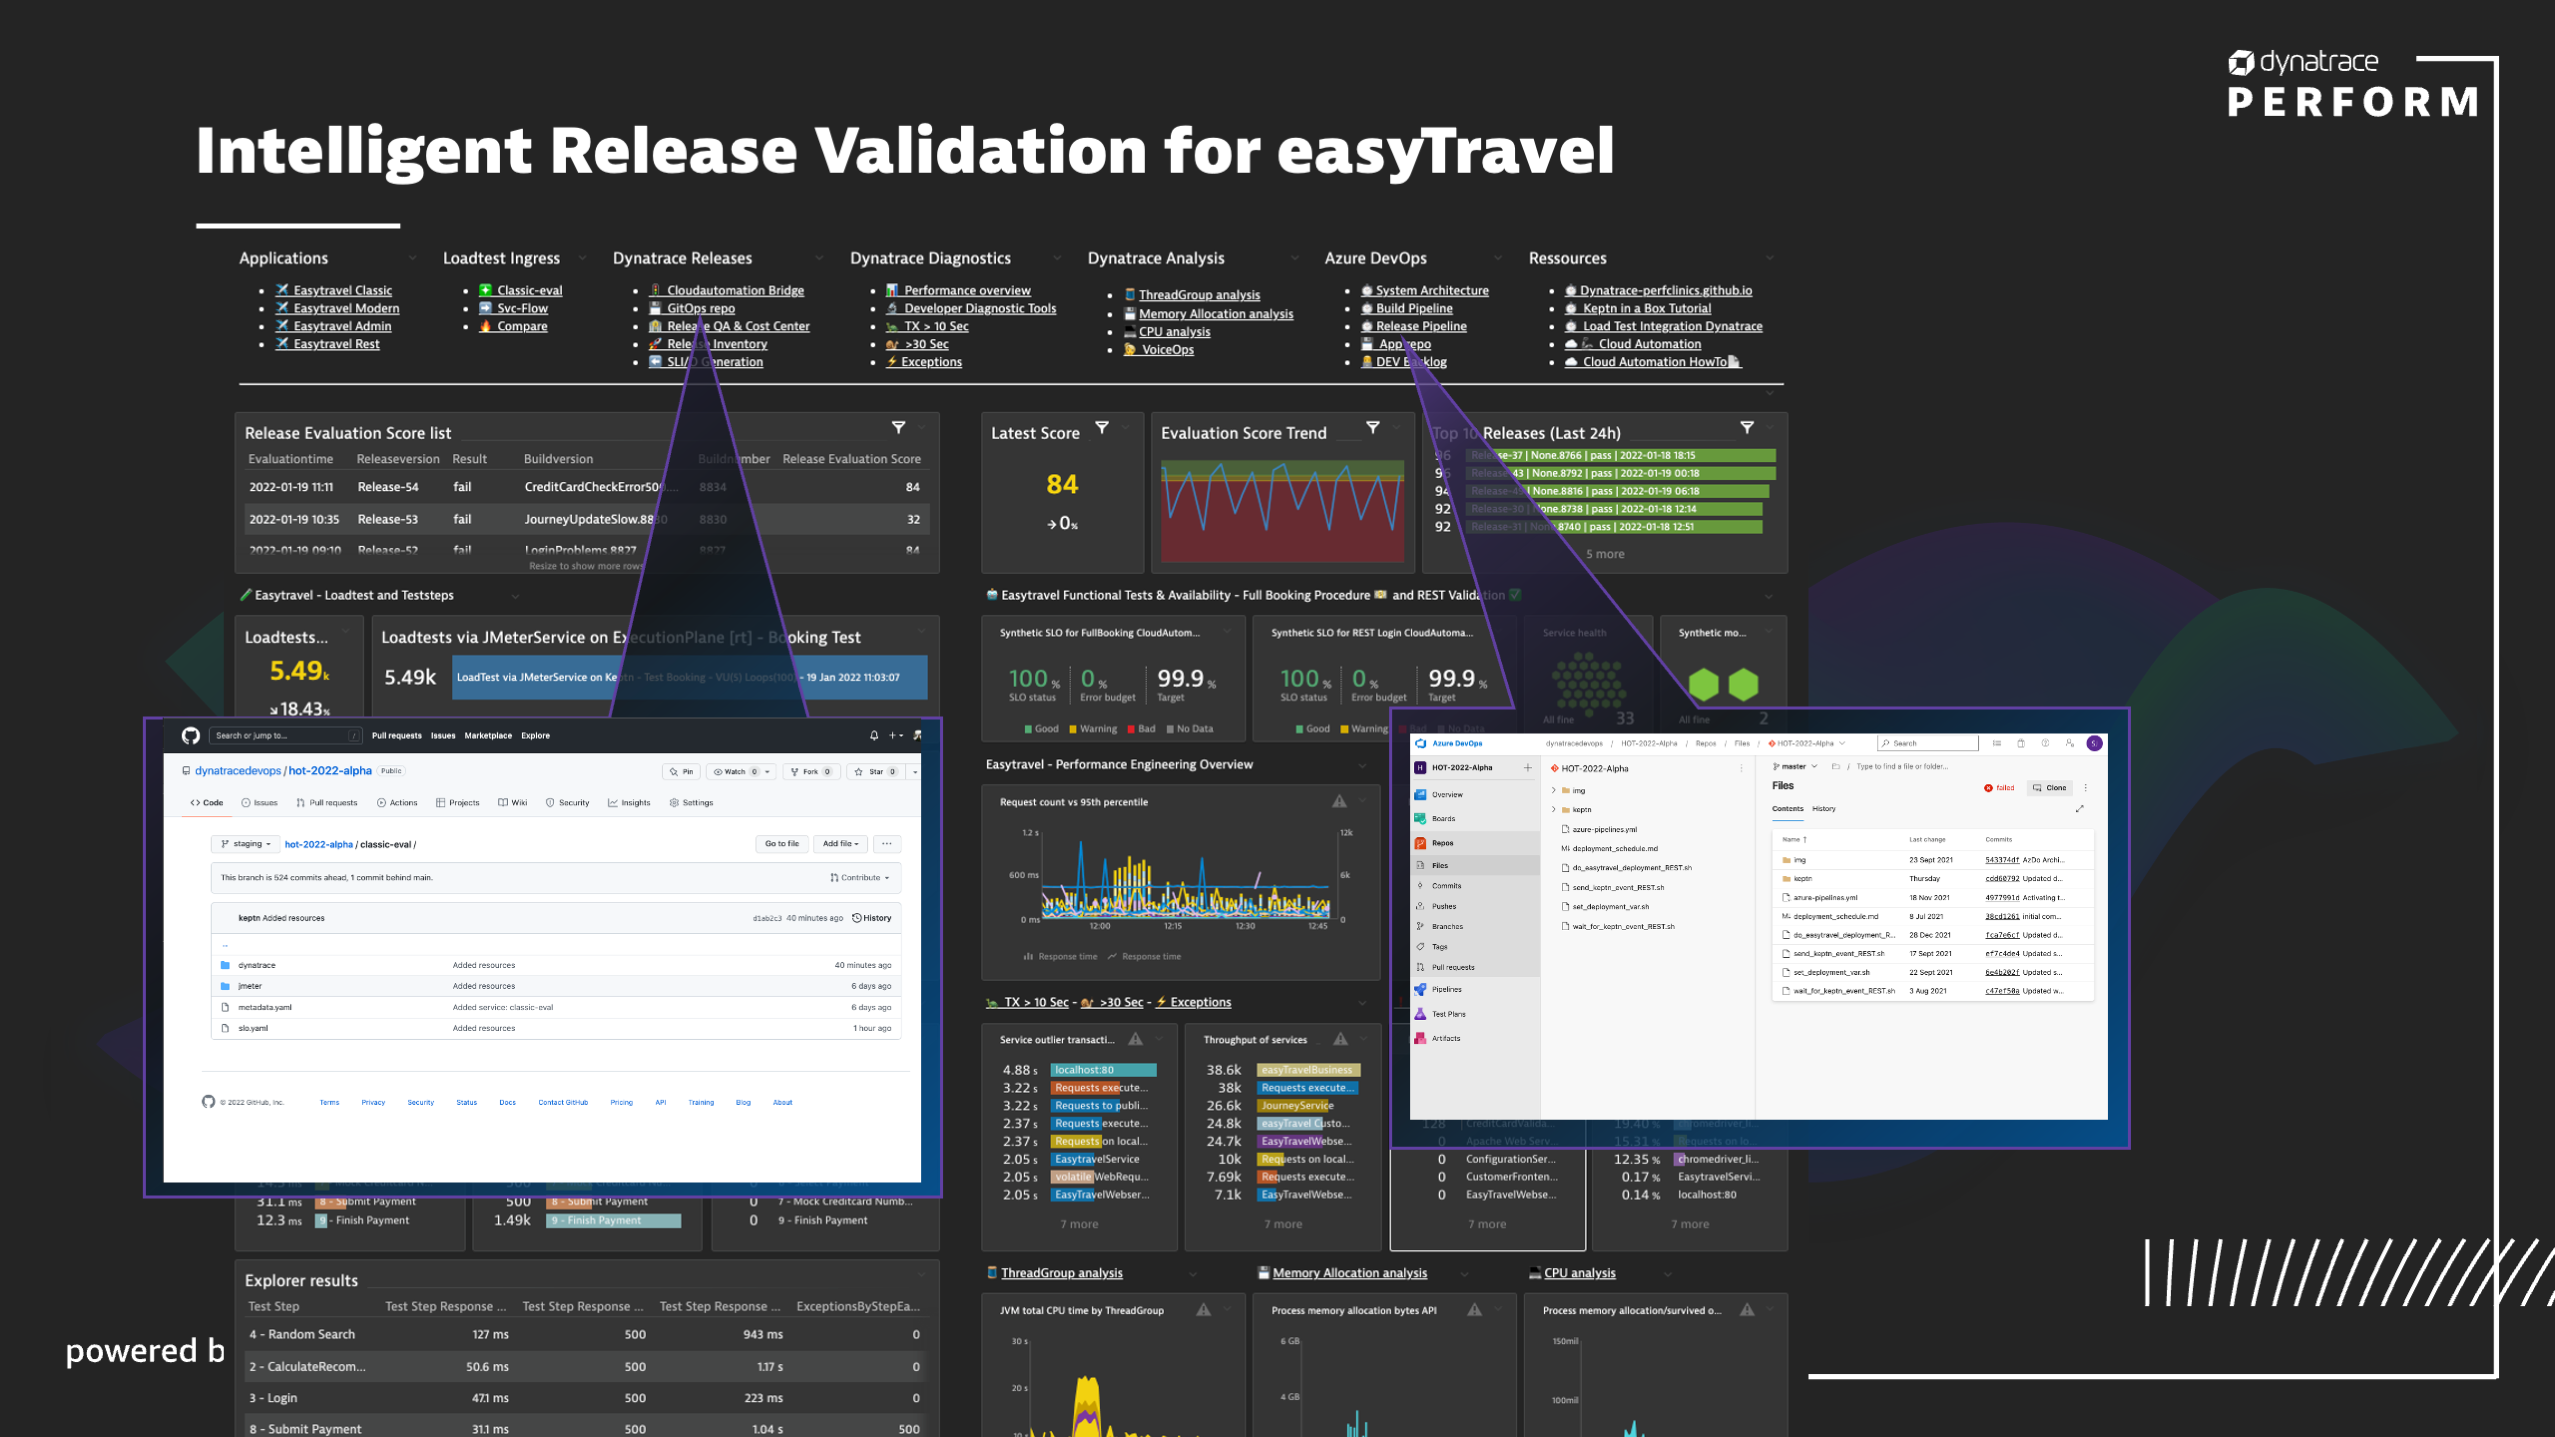 dynatrace
PERFORM
Intelligent Release Validation for easyTravel
Applications
Easytravel Classic
Easytravel Modern
Easytravel Admin
Easytravel Rest
Loadtest Ingress
Classic-eval
Svc-Flow
Compare
Dynatrace Releases
Cloudautomation Bridge
GitOps repo
Release QA & Cost Center
Release Inventory
SLI/O Generation
Dynatrace Diagnostics
Performance overview
Developer Diagnostic Tools
TX > 10 Sec
>30 Sec
Exceptions
Dynatrace Analysis
ThreadGroup analysis
Memory Allocation analysis
CPU analysis
VoiceOps
Azure DevOps
System Architecture
Build Pipeline
Release Pipeline
App repo
DEV Backlog
Ressources
Dynatrace-perfclinics.github.io
Keptn in a Box Tutorial
Load Test Integration Dynatrace
Cloud Automation
Cloud Automation HowTo
Release Evaluation Score list
Evaluationtime Releaseversion Result Buildversion Buildnumber Release Evaluation Score
2022-01-19 11:11 Release-54 fail CreditCardCheckError500.... 8834 84
2022-01-19 10:35 Release-53 fail JourneyUpdateSlow.8830 8830 32
2022-01-19 09:10 Release-52 fail LoginProblems.8827 8827 84
Resize to show more rows
Latest Score
84
0%
Evaluation Score Trend
Top 10 Releases (Last 24h)
96 Release-37 | None.8766 | pass | 2022-01-18 18:15
95 Release-43 | None.8792 | pass | 2022-01-19 00:18
94 Release-49 | None.8816 | pass | 2022-01-19 06:18
92 Release-30 | None.8738 | pass | 2022-01-18 12:14
92 Release-31 | None.8740 | pass | 2022-01-18 12:51
5 more
Easytravel - Loadtest and Teststeps
Loadtests...
5.49k
18.43%
Loadtests via JMeterService on ExecutionPlane [rt] - Booking Test
5.49k LoadTest via JMeterService on Keptn - Test Booking - VU(5) Loops(100) - 19 Jan 2022 11:03:07
Easytravel Functional Tests & Availability - Full Booking Procedure and REST Validation
Synthetic SLO for FullBooking CloudAutom...
100% 0% 99.9%
SLO status Error budget Target
Good Warning Bad No Data
Synthetic SLO for REST Login CloudAutoma...
100% 0% 99.9%
SLO status Error budget Target
Good Warning Bad No Data
Service health
All fine 33
Synthetic mo...
All fine 2
Search or jump to... / Pull requests Issues Marketplace Explore
dynatracedevops / hot-2022-alpha Public
Pin Watch 0 Fork 0 Star 0
Code Issues Pull requests Actions Projects Wiki Security Insights Settings
staging hot-2022-alpha / classic-eval / Go to file Add file ...
This branch is 524 commits ahead, 1 commit behind main. Contribute
keptn Added resources d1ab2c3 40 minutes ago History
..
dynatrace Added resources 40 minutes ago
jmeter Added resources 6 days ago
metadata.yaml Added service: classic-eval 6 days ago
slo.yaml Added resources 1 hour ago
© 2022 GitHub, Inc. Terms Privacy Security Status Docs Contact GitHub Pricing API Training Blog About
Easytravel - Performance Engineering Overview
Request count vs 95th percentile
1.2 s 12k
600 ms 6k
0 ms 0
12:00 12:15 12:30 12:45
Response time Response time
Azure DevOps dynatracedevops / HOT-2022-Alpha / Repos / Files / HOT-2022-Alpha Search SJ
H HOT-2022-Alpha
Overview
Boards
Repos
Files
Commits
Pushes
Branches
Tags
Pull requests
Pipelines
Test Plans
Artifacts
HOT-2022-Alpha
img
keptn
azure-pipelines.yml
deployment_schedule.md
do_easytravel_deployment_REST.sh
send_keptn_event_REST.sh
set_deployment_var.sh
wait_for_keptn_event_REST.sh
master / Type to find a file or folder...
Files failed Clone
Contents History
Name Last change Commits
img 23 Sept 2021 543374df AzDo Archi...
keptn Thursday cdd60792 Updated d...
azure-pipelines.yml 18 Nov 2021 4977991d Activating t...
deployment_schedule.md 8 Jul 2021 38cd1261 initial com...
do_easytravel_deployment_R... 28 Dec 2021 fca7e6cf Updated d...
send_keptn_event_REST.sh 17 Sept 2021 ef7c4de4 Updated s...
set_deployment_var.sh 22 Sept 2021 6e4b202f Updated s...
wait_for_keptn_event_REST.sh 3 Aug 2021 c47ef50a Updated w...
TX > 10 Sec - >30 Sec - Exceptions
Service outlier transacti...
4.88 s localhost:80
3.22 s Requests execute...
3.22 s Requests to publi...
2.37 s Requests execute...
2.37 s Requests on local...
2.05 s EasytravelService
2.05 s volatile WebRequ...
2.05 s EasyTravelWebser...
7 more
Throughput of services
38.6k easyTravelBusiness
38k Requests execute...
26.6k JourneyService
24.8k easyTravel Custo...
24.7k EasyTravelWebse...
10k Requests on local...
7.69k Requests execute...
7.1k EasyTravelWebse...
7 more
128 CreditCardValida...
0 Apache Web Serv...
0 ConfigurationSer...
0 CustomerFronten...
0 EasyTravelWebse...
7 more
19.40 % chromedriver_li...
15.31 % Requests on lo...
12.35 % chromedriver_li...
0.17 % EasytravelServi...
0.14 % localhost:80
7 more
31.1 ms 8 - Submit Payment
12.3 ms 9 - Finish Payment
500 8 - Submit Payment
1.49k 9 - Finish Payment
0 7 - Mock Creditcard Numb...
0 9 - Finish Payment
Explorer results
Test Step Test Step Response ... Test Step Response ... Test Step Response ... ExceptionsByStepEa...
4 - Random Search 127 ms 500 943 ms 0
2 - CalculateRecom... 50.6 ms 500 1.17 s 0
3 - Login 47.1 ms 500 223 ms 0
8 - Submit Payment 31.1 ms 500 1.04 s 500
ThreadGroup analysis
JVM total CPU time by ThreadGroup
30 s
20 s
10
Memory Allocation analysis
Process memory allocation bytes API
6 GB
4 GB
CPU analysis
Process memory allocation/survived o...
150mil
100mil
powered b